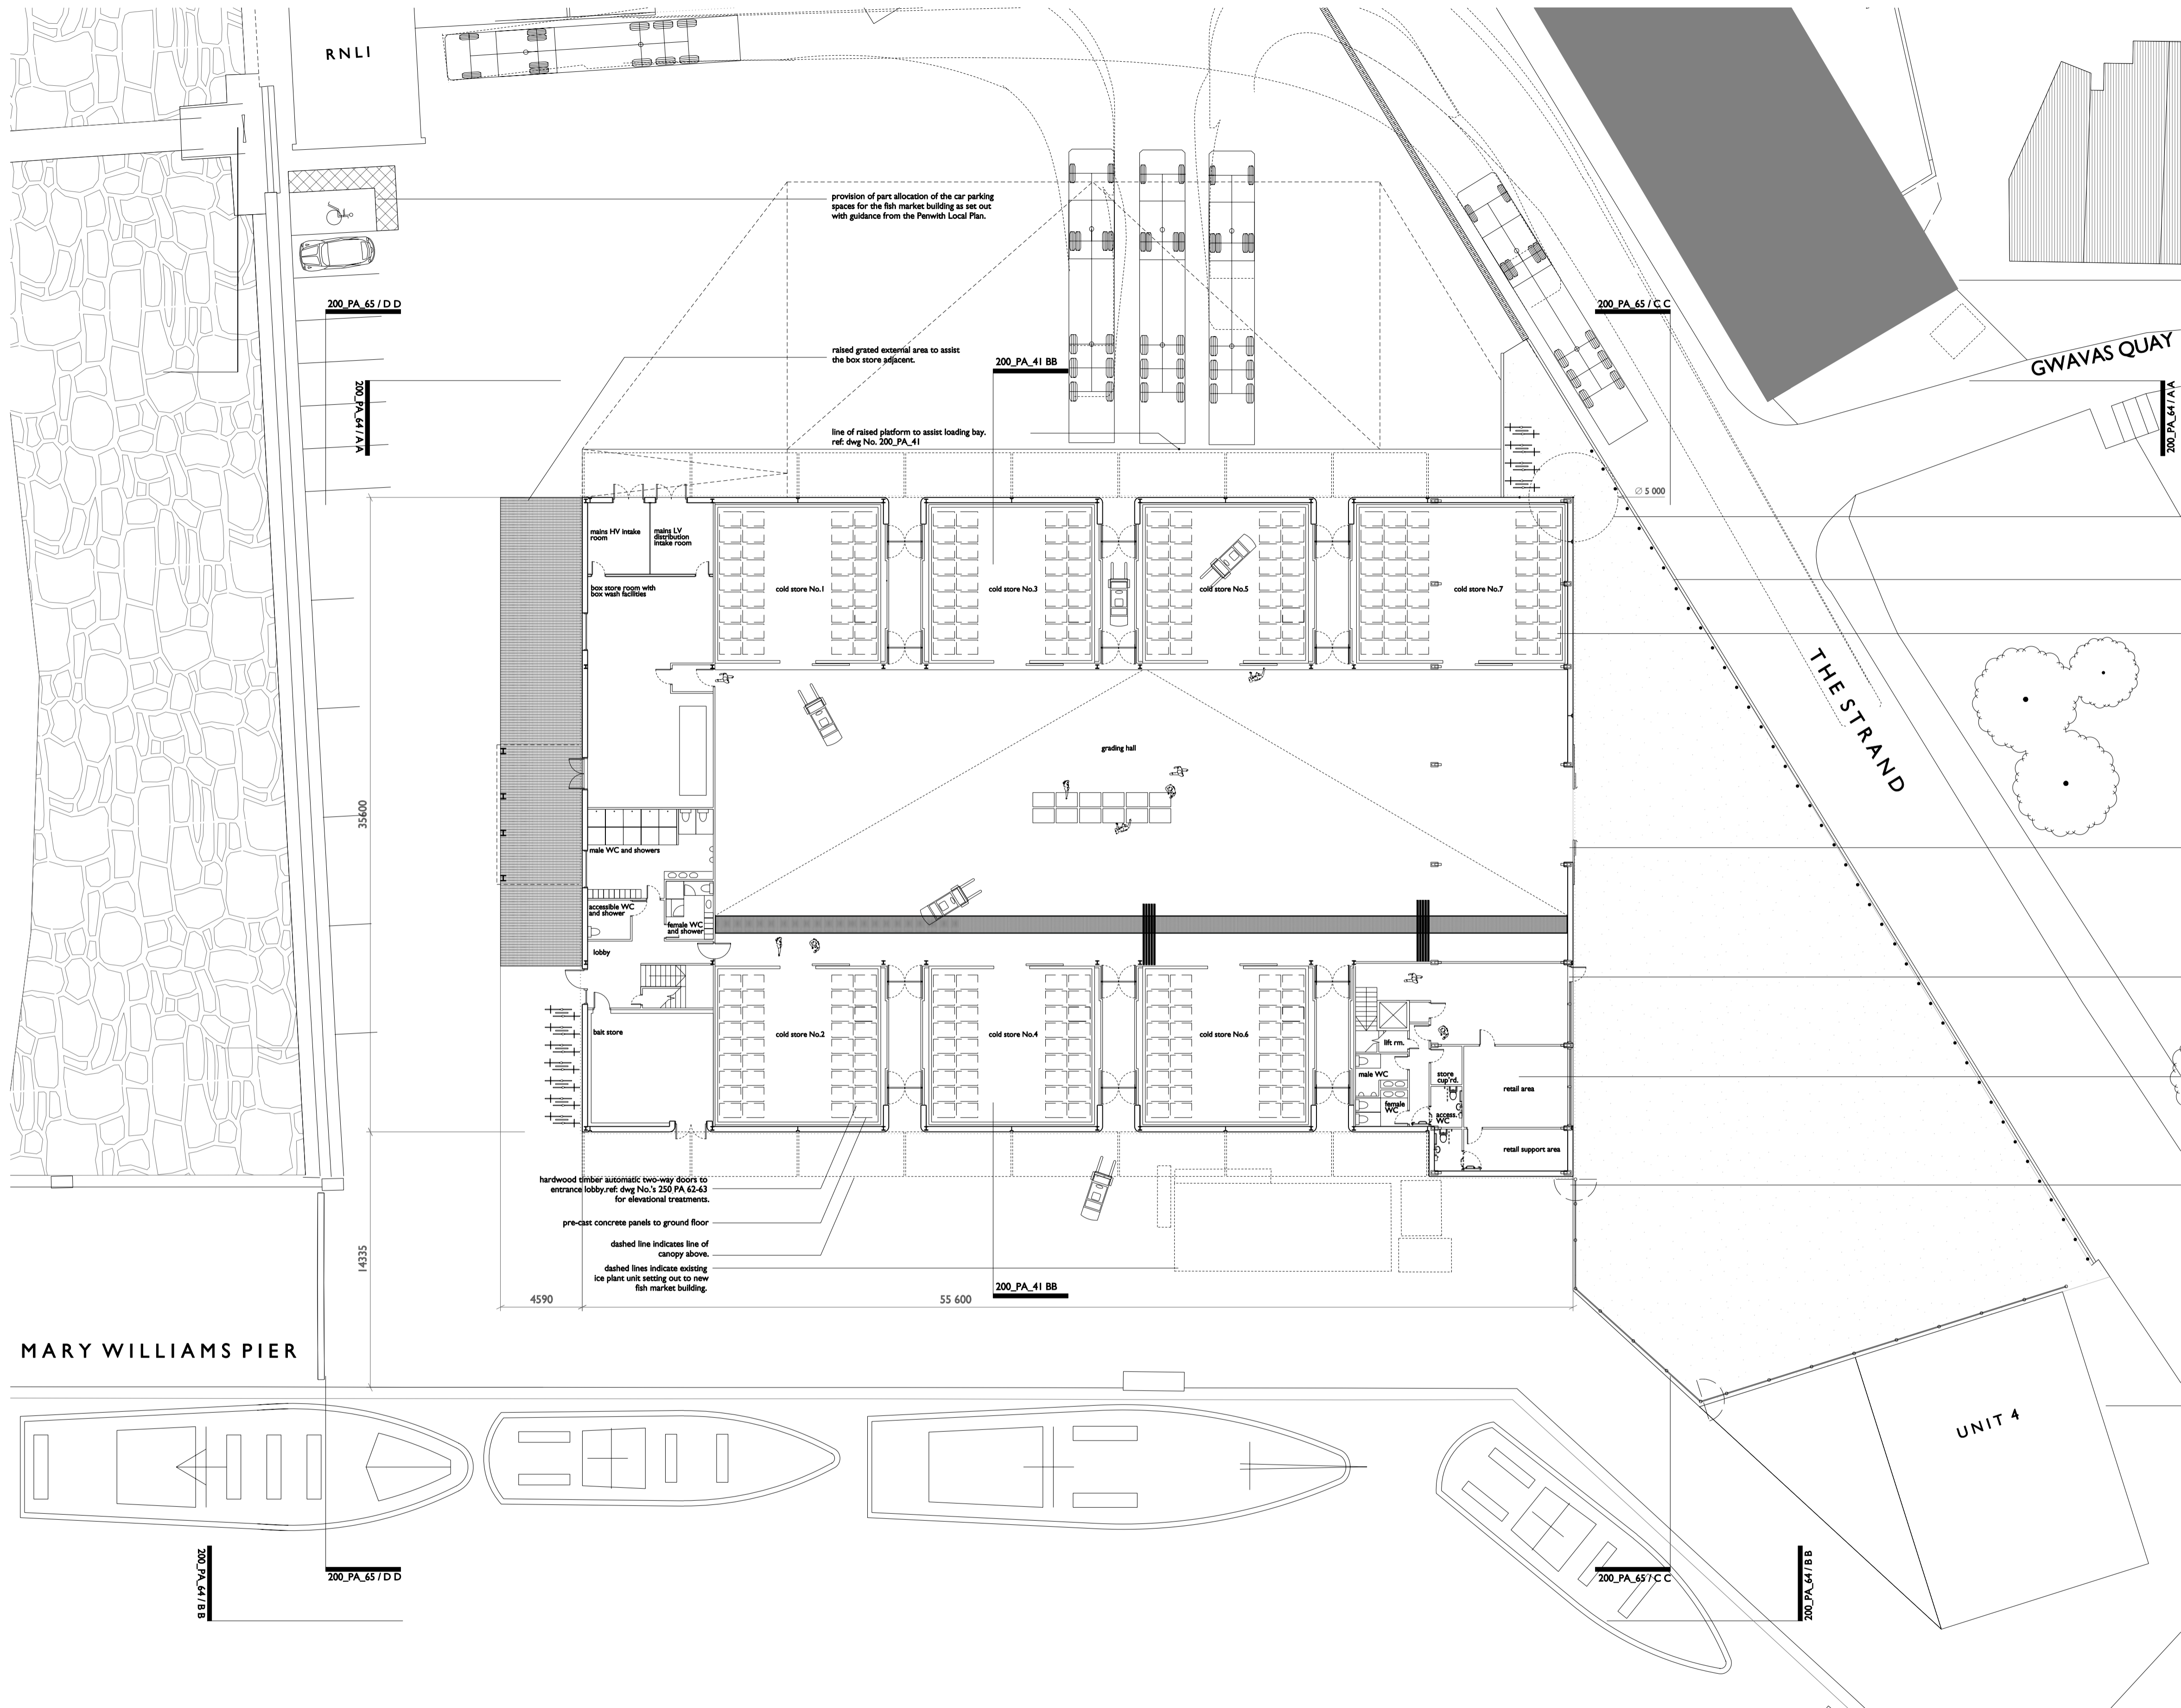 RNLI
provision of part allocation of the car parking
spaces for the fish market building as set out
with guidance from the Penwith Local Plan.
200_PA_65 / D D
200_PA_65 / C C
GWAVAS QUAY
raised grated external area to assist
the box store adjacent.
200_PA_41 BB
200_PA_64 / A A
200_PA_64 / A A
line of raised platform to assist loading bay.
ref: dwg No. 200_PA_41
∅ 5 000
mains HV intake
room
mains LV
distribution
intake room
box store room with
box wash facilities
cold store No.1
cold store No.3
cold store No.5
cold store No.7
THE STRAND
grading hall
35600
male WC and showers
accessible WC
and shower
female WC
and shower
lobby
bait store
cold store No.2
cold store No.4
cold store No.6
lift rm.
male WC
female
WC
store
cup'rd.
access.
WC
retail area
retail support area
hardwood timber automatic two-way doors to
entrance lobby.ref: dwg No.'s 250 PA 62-63
for elevational treatments.
pre-cast concrete panels to ground floor
dashed line indicates line of
canopy above.
dashed lines indicate existing
ice plant unit setting out to new
fish market building.
14335
200_PA_41 BB
4590
55 600
MARY WILLIAMS PIER
UNIT 4
200_PA_64 / B B
200_PA_65 / D D
200_PA_65 / C C
200_PA_64 / B B